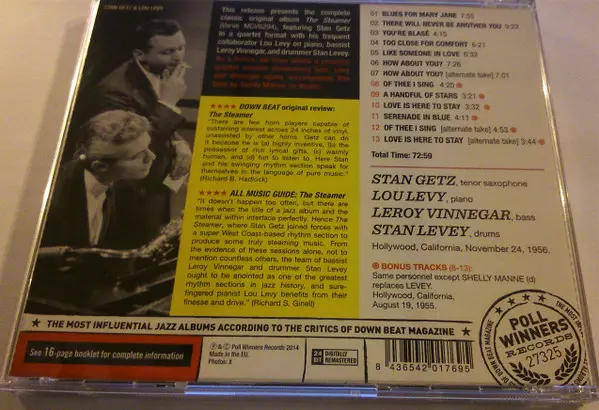 STAN GETZ & LOU LEVY
This release presents the complete
classic original album The Steamer
(Verve MGV8294), featuring Stan Getz
in a quartet format with his frequent
collaborator Lou Levy on piano, bassist
Leroy Vinnegar, and drummer Stan Levey.
★★★★ DOWN BEAT original review:
The Steamer
"There are few horn players capable of
sustaining interest across 24 inches of vinyl,
unassisted by other horns. Getz can do
it because he is (a) highly inventive, (b) the
possessor of rich lyrical gifts, (c) warmly
human, and (d) fun to listen to. Here Stan
and his swinging rhythm section speak for
themselves in the language of pure music."
(Richard B. Hadlock)
★★★★ ALL MUSIC GUIDE: The Steamer
"It doesn't happen too often, but there are
times when the title of a jazz album and the
material within interface perfectly. Hence The
Steamer, where Stan Getz joined forces with
a super West Coast-based rhythm section to
produce some truly steaming music. From
the evidence of these sessions alone, not to
mention countless others, the team of bassist
Leroy Vinnegar and drummer Stan Levey
ought to be anointed as one of the greatest
rhythm sections in jazz history, and sure-
fingered pianist Lou Levy benefits from their
finesse and drive." (Richard S. Ginell)
01 BLUES FOR MARY JANE 7:55
02 THERE WILL NEVER BE ANOTHER YOU 9:23
03 YOU'RE BLASÉ 4:15
04 TOO CLOSE FOR COMFORT 6:21
05 LIKE SOMEONE IN LOVE 6:33
06 HOW ABOUT YOU? 7:26
07 HOW ABOUT YOU? [alternate take] 7:01
08 OF THEE I SING 4:20
09 A HANDFUL OF STARS 3:21
10 LOVE IS HERE TO STAY 3:32
11 SERENADE IN BLUE 4:11
12 OF THEE I SING [alternate take] 4:53
13 LOVE IS HERE TO STAY [alternate take] 3:44
Total Time: 72:59
STAN GETZ, tenor saxophone
LOU LEVY, piano
LEROY VINNEGAR, bass
STAN LEVEY, drums
Hollywood, California, November 24, 1956.
BONUS TRACKS (8-13):
Same personnel except SHELLY MANNE (d)
replaces LEVEY.
Hollywood, California,
August 19, 1955.
★ THE MOST INFLUENTIAL JAZZ ALBUMS ACCORDING TO THE CRITICS OF DOWN BEAT MAGAZINE ★
See 16-page booklet for complete information
℗ & © Poll Winners Records 2014
Made in the EU.
Photos: X
24 BIT DIGITALLY REMASTERED
8 436542 017695
POLL WINNERS
RECORDS
27325